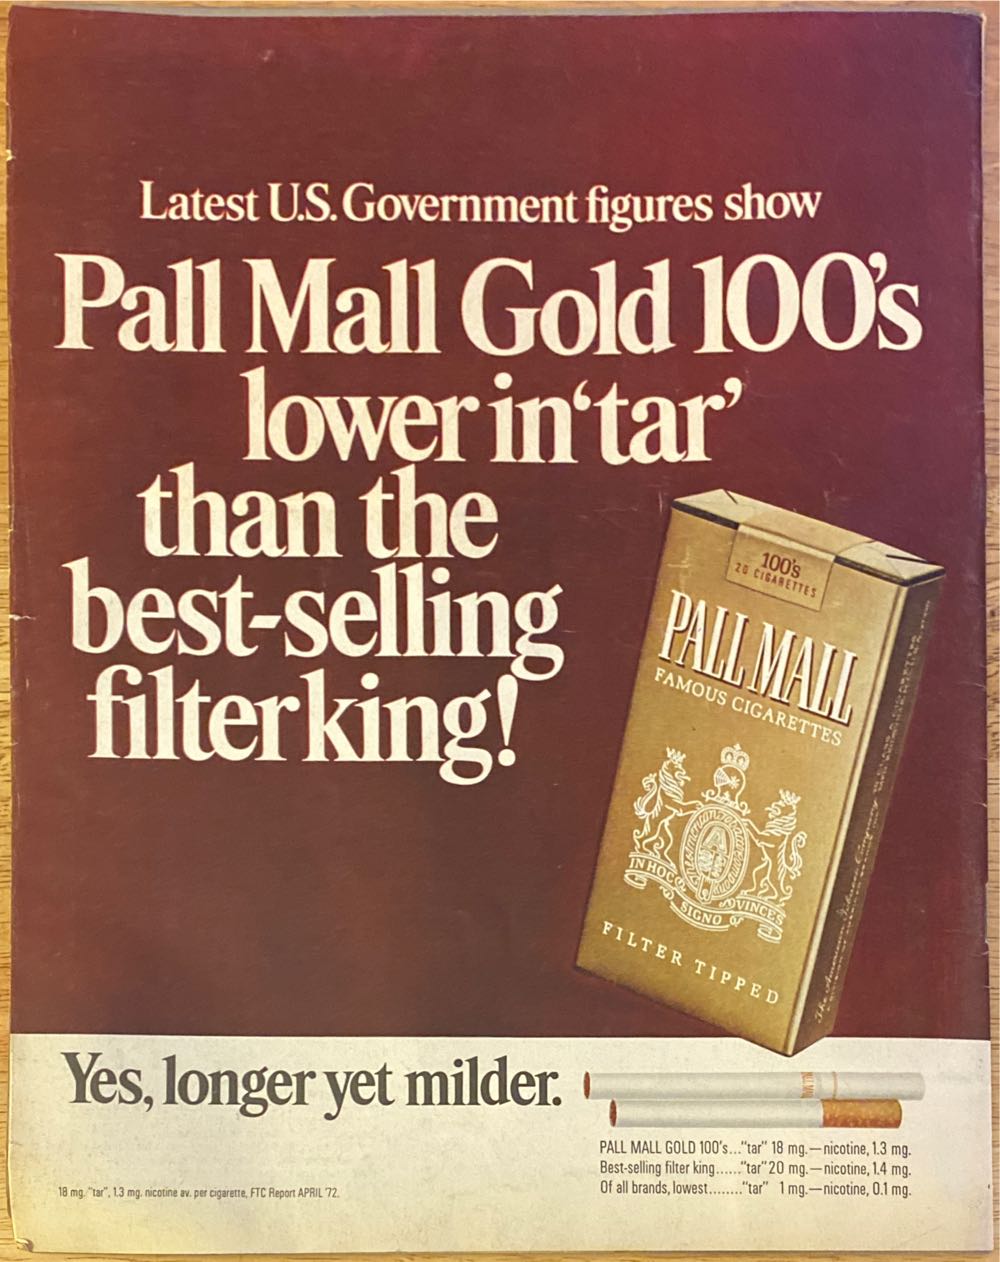 Latest U.S. Government figures show
Pall Mall Gold 100's
lower in 'tar'
than the
best-selling
filter king!
100's
20 CIGARETTES
PALL MALL
FAMOUS CIGARETTES
IN HOC
SIGNO
VINCES
FILTER TIPPED
Yes, longer yet milder.
PALL MALL GOLD 100's..."tar" 18 mg.—nicotine, 1.3 mg.
Best-selling filter king......"tar" 20 mg.—nicotine, 1.4 mg.
Of all brands, lowest........"tar" 1 mg.—nicotine, 0.1 mg.
18 mg. "tar", 1.3 mg. nicotine av. per cigarette, FTC Report APRIL '72.